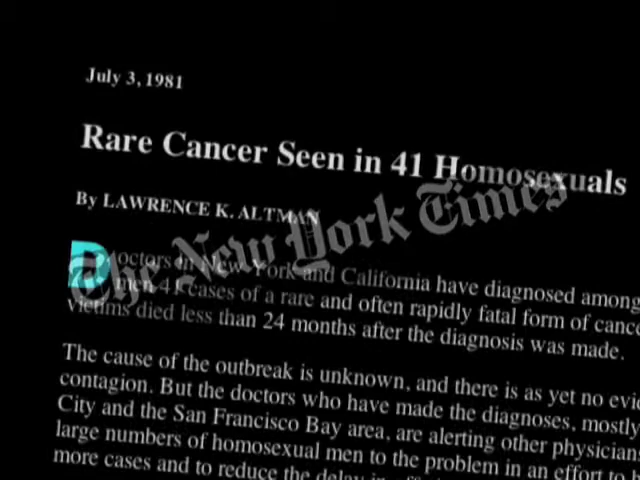 July 3, 1981
Rare Cancer Seen in 41 Homosexuals
By LAWRENCE K. ALTMAN
The New York Times
Doctors in New York and California have diagnosed among
men 41 cases of a rare and often rapidly fatal form of cance
victims died less than 24 months after the diagnosis was made.
The cause of the outbreak is unknown, and there is as yet no evi
contagion. But the doctors who have made the diagnoses, mostly
City and the San Francisco Bay area, are alerting other physicians
large numbers of homosexual men to the problem in an effort to
more cases and to reduce the delay in